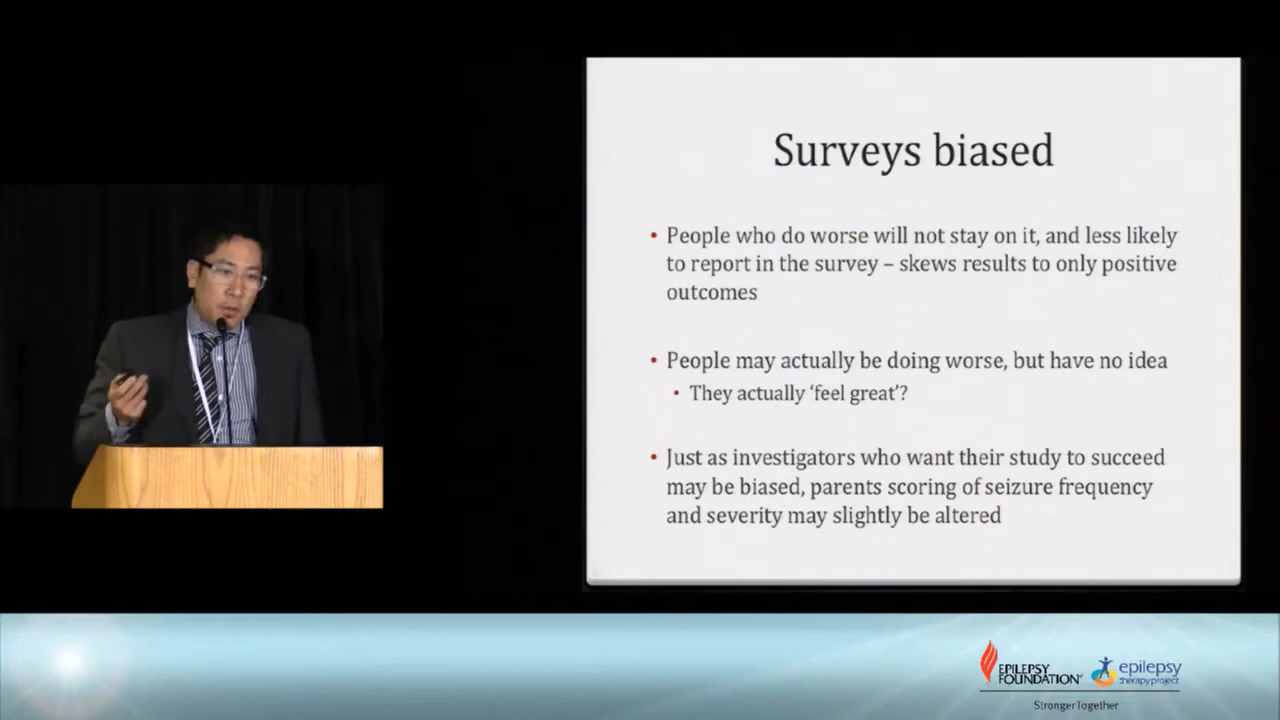 Surveys biased
• People who do worse will not stay on it, and less likely
to report in the survey – skews results to only positive
outcomes
• People may actually be doing worse, but have no idea
• They actually ‘feel great’?
• Just as investigators who want their study to succeed
may be biased, parents scoring of seizure frequency
and severity may slightly be altered
EPILEPSY
FOUNDATION
epilepsy
therapy project
Stronger Together